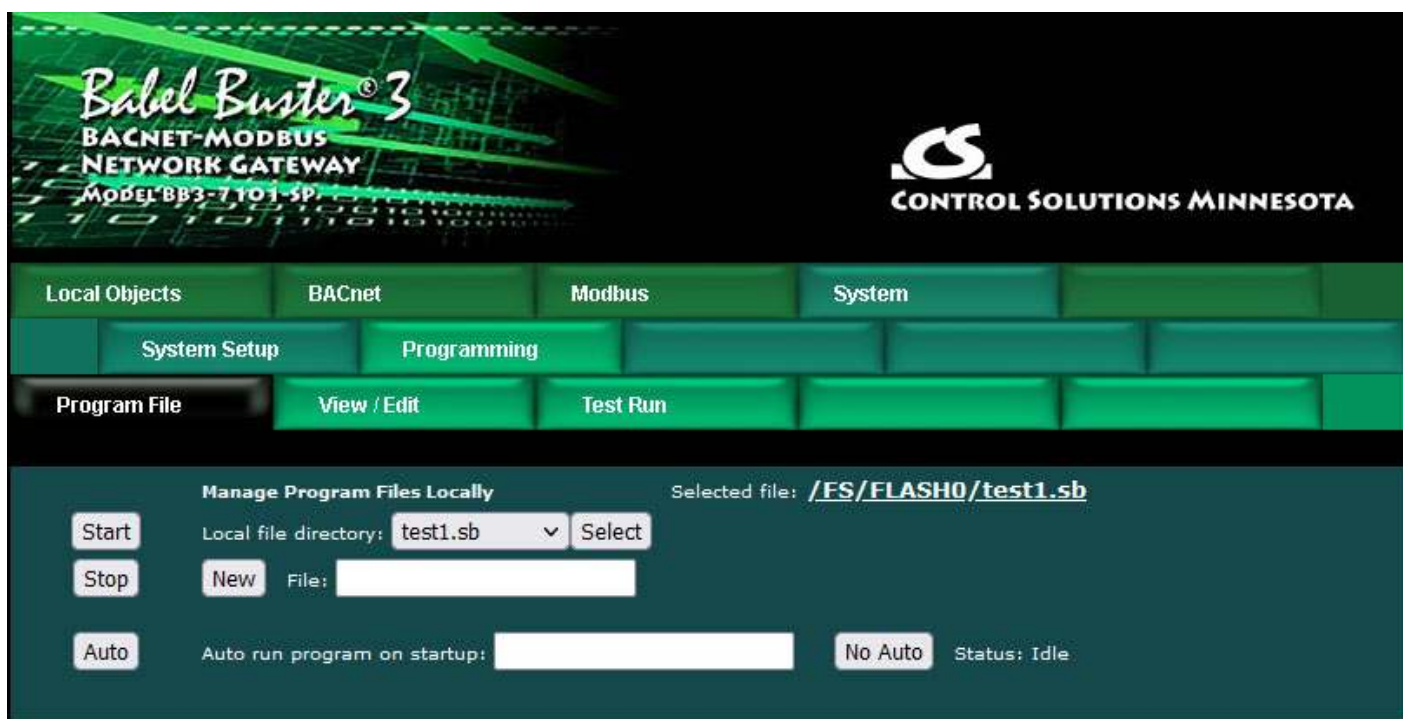 Babel Buster® 3
BACNET-MODBUS
NETWORK GATEWAY
MODEL BB3-7101-SP
CS
CONTROL SOLUTIONS MINNESOTA
Local Objects BACnet Modbus System
System Setup Programming
Program File View / Edit Test Run
Manage Program Files Locally Selected file: /FS/FLASH0/test1.sb
Start Local file directory: test1.sb Select
Stop New File:
Auto Auto run program on startup: No Auto Status: Idle